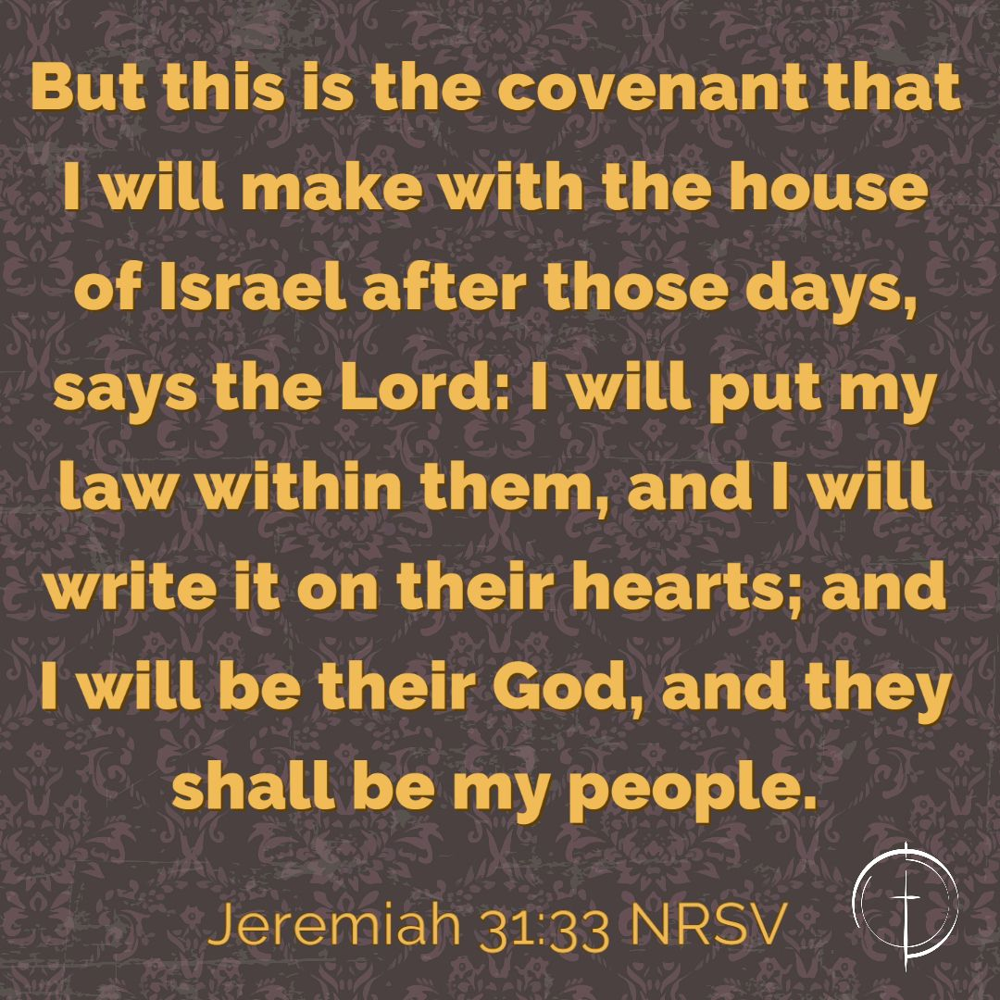 But this is the covenant that
I will make with the house
of Israel after those days,
says the Lord: I will put my
law within them, and I will
write it on their hearts; and
I will be their God, and they
shall be my people.
Jeremiah 31:33 NRSV